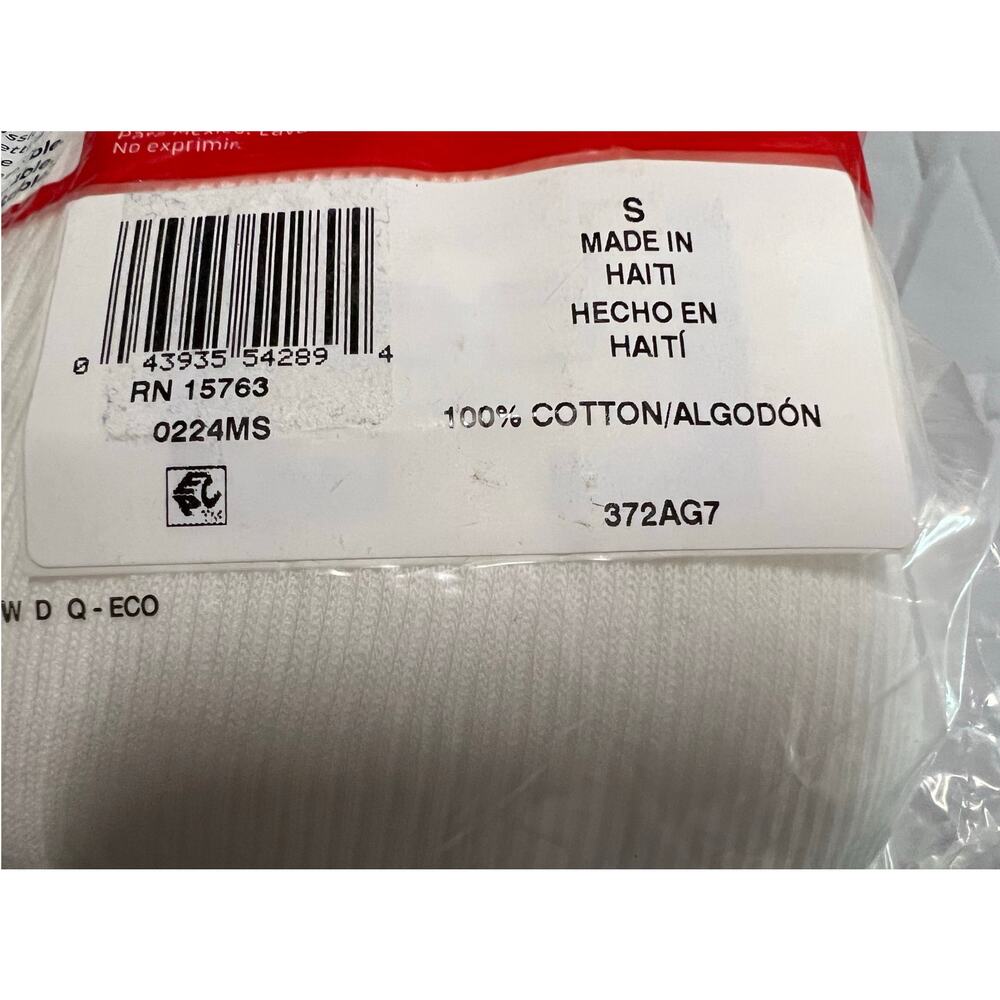 No exprimir.
S
MADE IN
HAITI
HECHO EN
HAITÍ
0 43935 54289 4
RN 15763
0224MS
100% COTTON/ALGODÓN
372AG7
W D Q - ECO